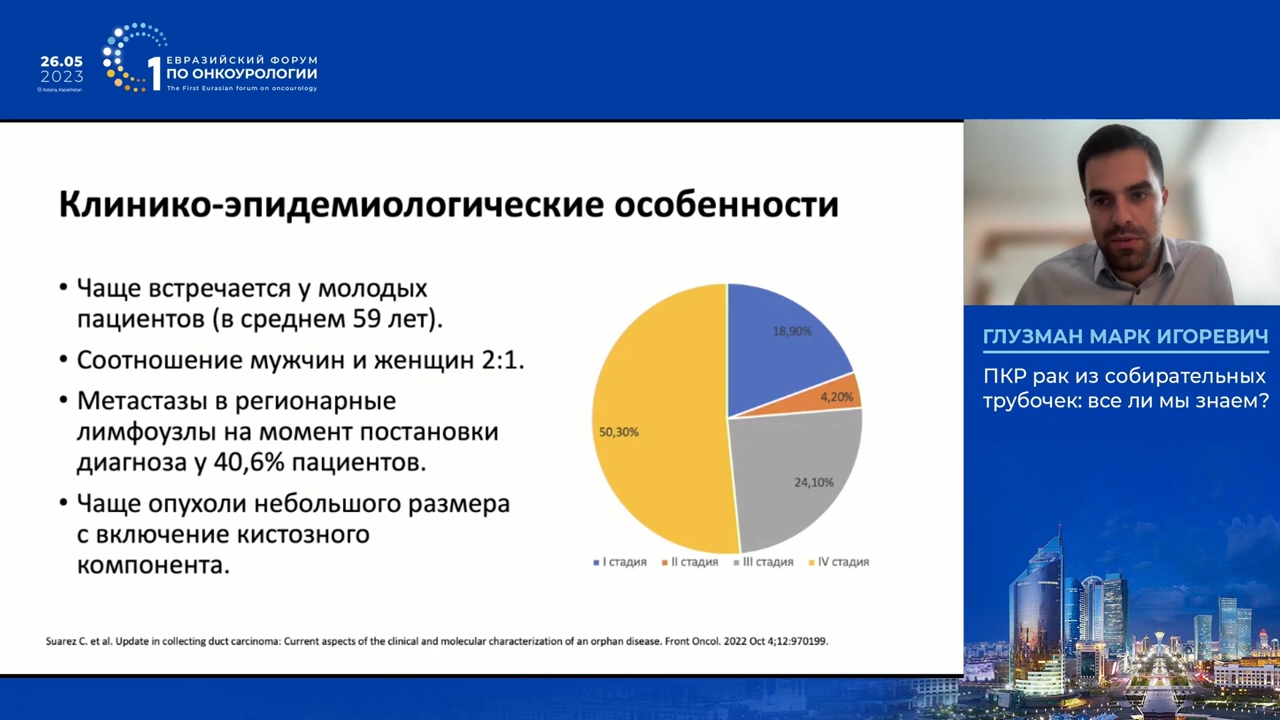 26.05
2023
Astana, Kazakhstan
1
ЕВРАЗИЙСКИЙ ФОРУМ
ПО ОНКОУРОЛОГИИ
The First Eurasian forum on oncourology
Клинико-эпидемиологические особенности
• Чаще встречается у молодых
пациентов (в среднем 59 лет).
• Соотношение мужчин и женщин 2:1.
• Метастазы в регионарные
лимфоузлы на момент постановки
диагноза у 40,6% пациентов.
• Чаще опухоли небольшого размера
с включение кистозного
компонента.
18,90%
4,20%
50,30%
24,10%
I стадия II стадия III стадия IV стадия
Suarez C. et al. Update in collecting duct carcinoma: Current aspects of the clinical and molecular characterization of an orphan disease. Front Oncol. 2022 Oct 4;12:970199.
ГЛУЗМАН МАРК ИГОРЕВИЧ
ПКР рак из собирательных
трубочек: все ли мы знаем?